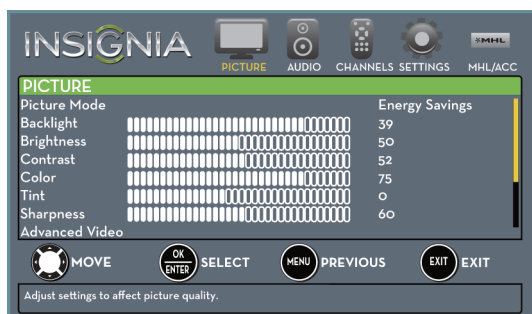 INSIGNIA
PICTURE AUDIO CHANNELS SETTINGS MHL/ACC
MHL
PICTURE
Picture Mode Energy Savings
Backlight 39
Brightness 50
Contrast 52
Color 75
Tint 0
Sharpness 60
Advanced Video
MOVE OK ENTER SELECT MENU PREVIOUS EXIT EXIT
Adjust settings to affect picture quality.